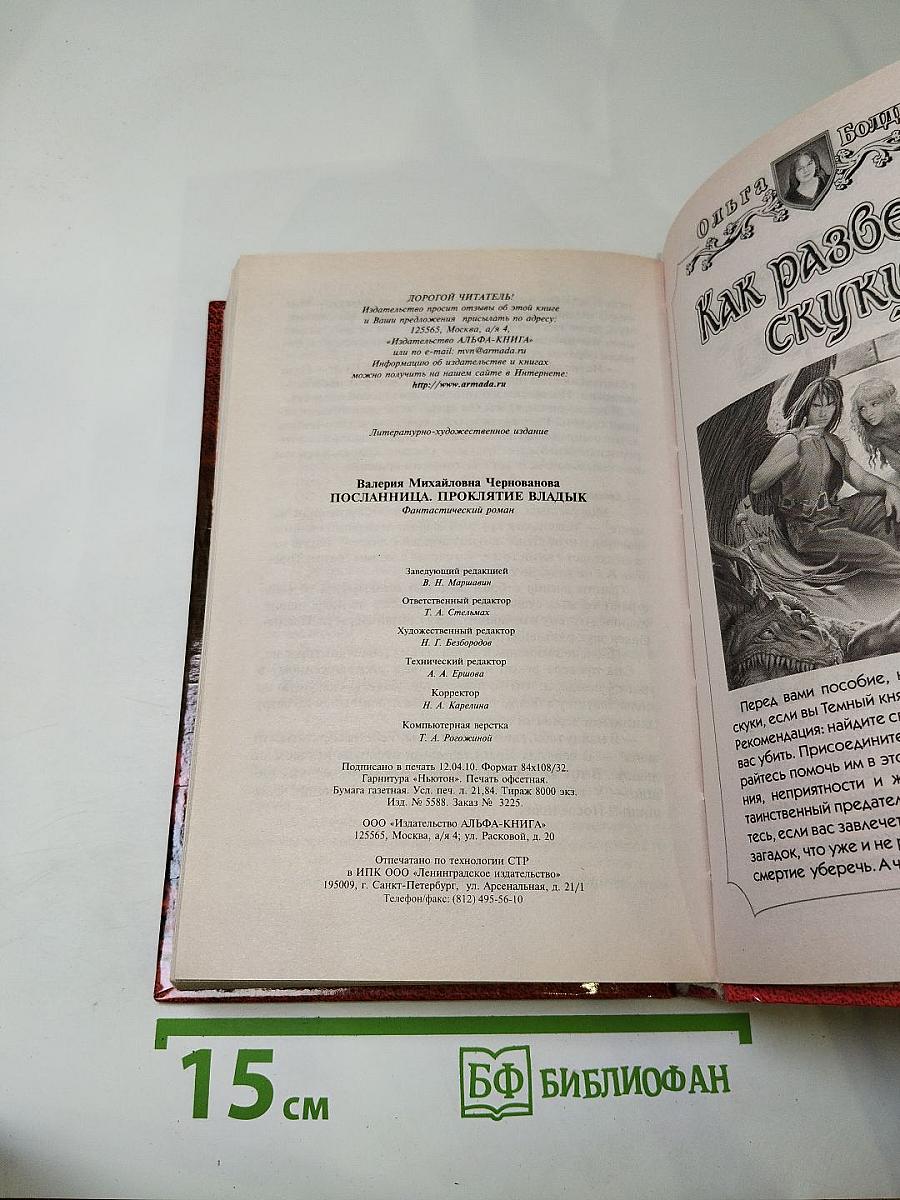 ДОРОГОЙ ЧИТАТЕЛЬ!
Издательство просит отзывы об этой книге
и Ваши предложения присылать по адресу:
125565, Москва, а/я 4,
«Издательство АЛЬФА-КНИГА»
или по e-mail: mvn@armada.ru
Информацию об издательстве и книгах
можно получить на нашем сайте в Интернете:
http://www.armada.ru
Литературно-художественное издание
Валерия Михайловна Чернованова
ПОСЛАННИЦА. ПРОКЛЯТИЕ ВЛАДЫК
Фантастический роман
Заведующий редакцией
В. Н. Маршавин
Ответственный редактор
Т. А. Стельмах
Художественный редактор
Н. Г. Безбородов
Технический редактор
А. А. Ершова
Корректор
Н. А. Карелина
Компьютерная верстка
Т. А. Рогожиной
Подписано в печать 12.04.10. Формат 84х108/32.
Гарнитура «Ньютон». Печать офсетная.
Бумага газетная. Усл. печ. л. 21,84. Тираж 8000 экз.
Изд. № 5588. Заказ № 3225.
ООО «Издательство АЛЬФА-КНИГА»
125565, Москва, а/я 4; ул. Расковой, д. 20
Отпечатано по технологии CTP
в ИПК ООО «Ленинградское издательство»
195009, г. Санкт-Петербург, ул. Арсенальная, д. 21/1
Телефон/факс: (812) 495-56-10
Ольга
Как
скуку
Перед вами пособие,
скуки, если вы Темный
Рекомендация: найдите
вас убить.
помочь им в
ния, неприятности и
таинственный
тесь, если вас
загадок, что уже и не
смертие уберечь. А
15 см
БФ БИБЛИОФАН